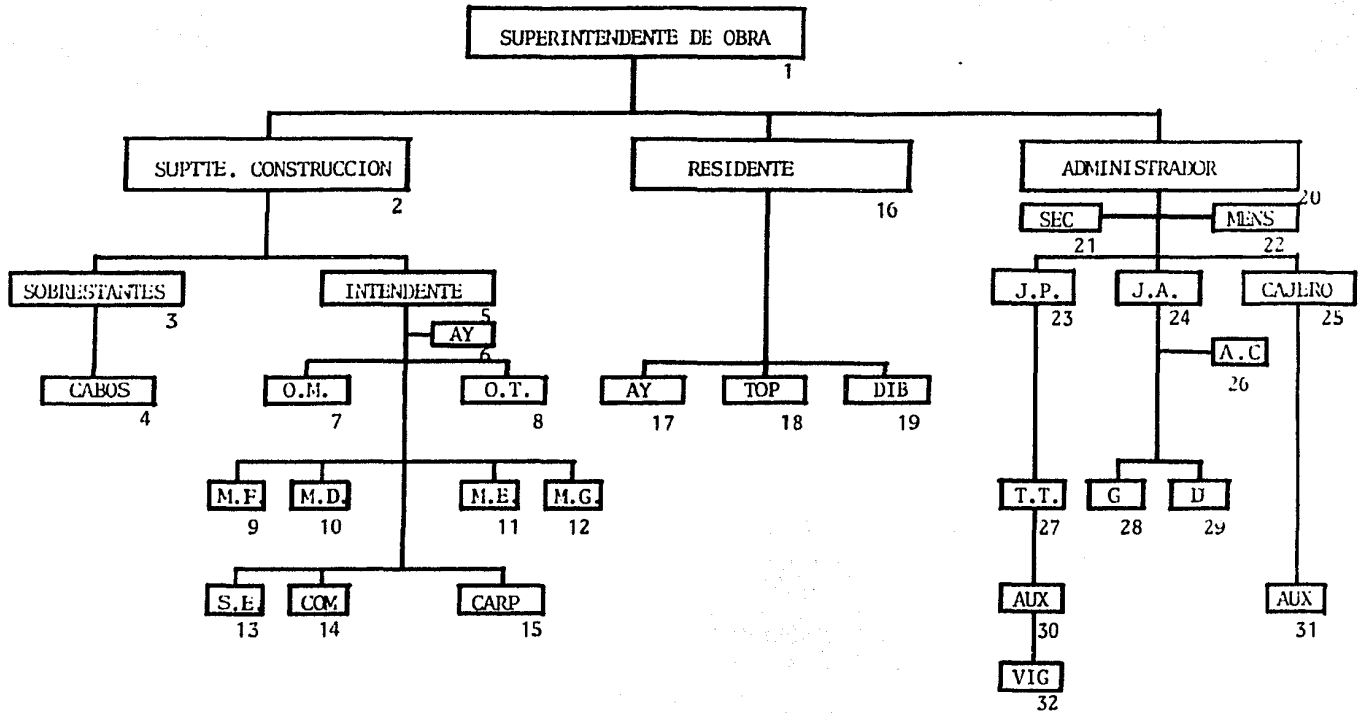 SUPERINTENDENTE DE OBRA
1
SUPTTE. CONSTRUCCION
2
RESIDENTE
16
ADMINISTRADOR
20
SEC
21
MENS
22
SOBRESTANTES
3
INTENDENTE
5
J.P.
23
J.A.
24
CAJERO
25
AY
6
A.C
26
CABOS
4
O.M.
7
O.T.
8
AY
17
TOP
18
DIB
19
M.F.
9
M.D.
10
M.E.
11
M.G.
12
T.T.
27
G
28
D
29
S.E.
13
COM
14
CARP
15
AUX
30
AUX
31
VIG
32